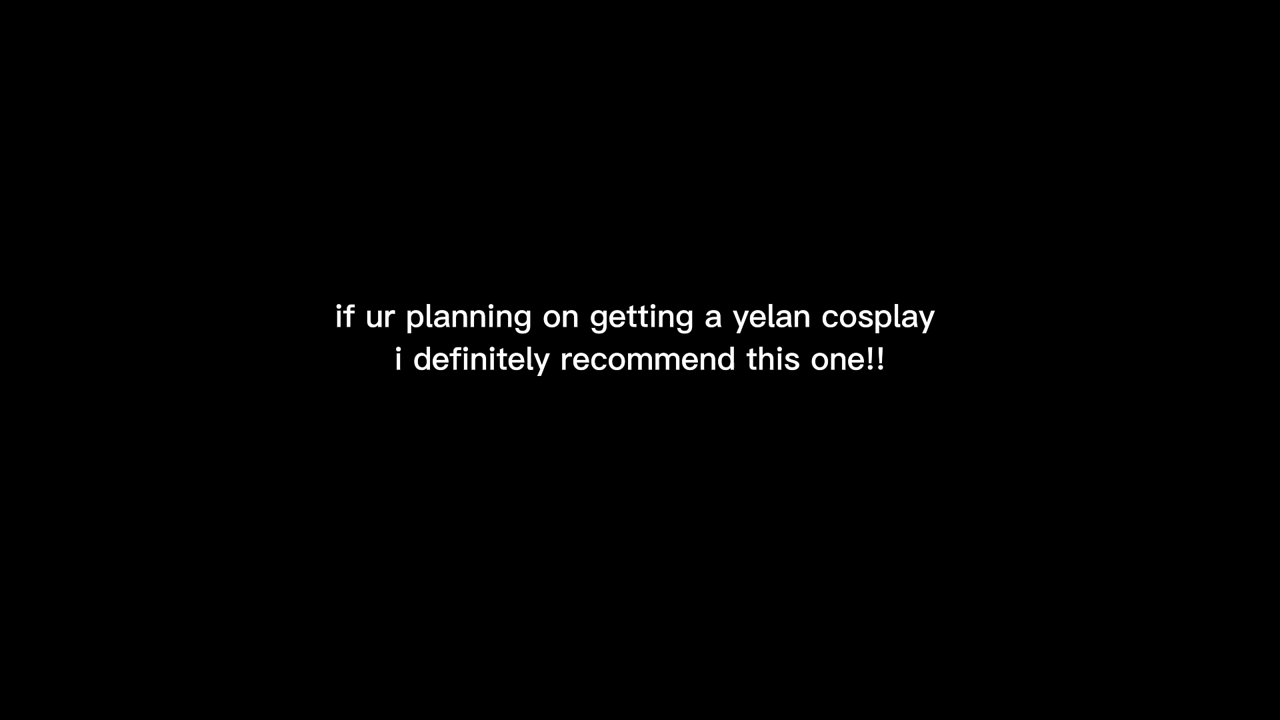 if ur planning on getting a yelan cosplay
i definitely recommend this one!!